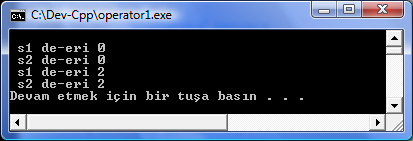 C:\Dev-Cpp\operator1.exe
s1 de-eri 0
s2 de-eri 0
s1 de-eri 2
s2 de-eri 2
Devam etmek için bir tuşa basın . . .